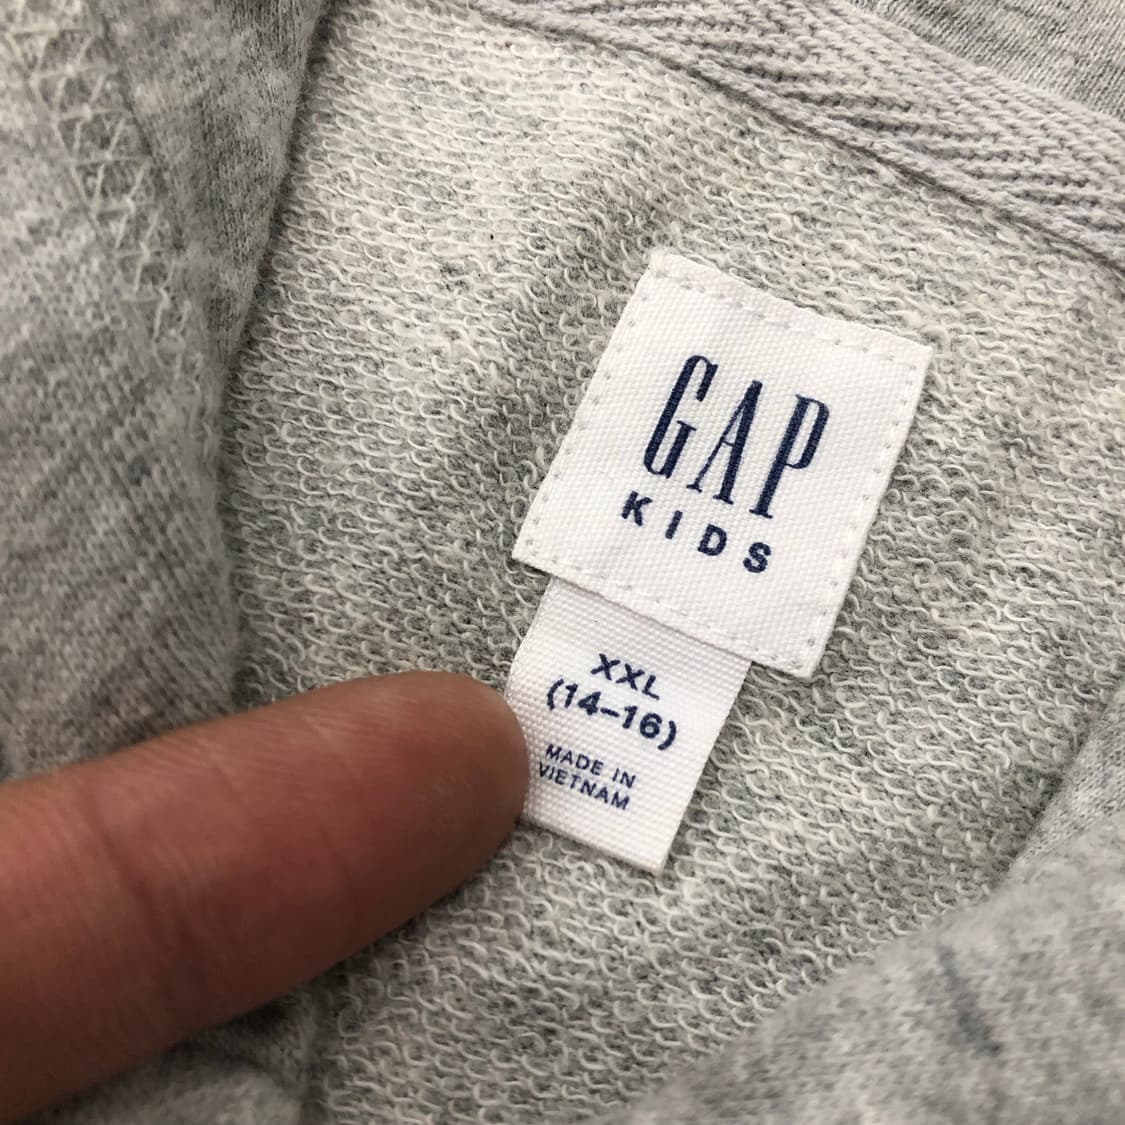 GAP
KIDS
XXL
(14–16)
MADE IN
VIETNAM